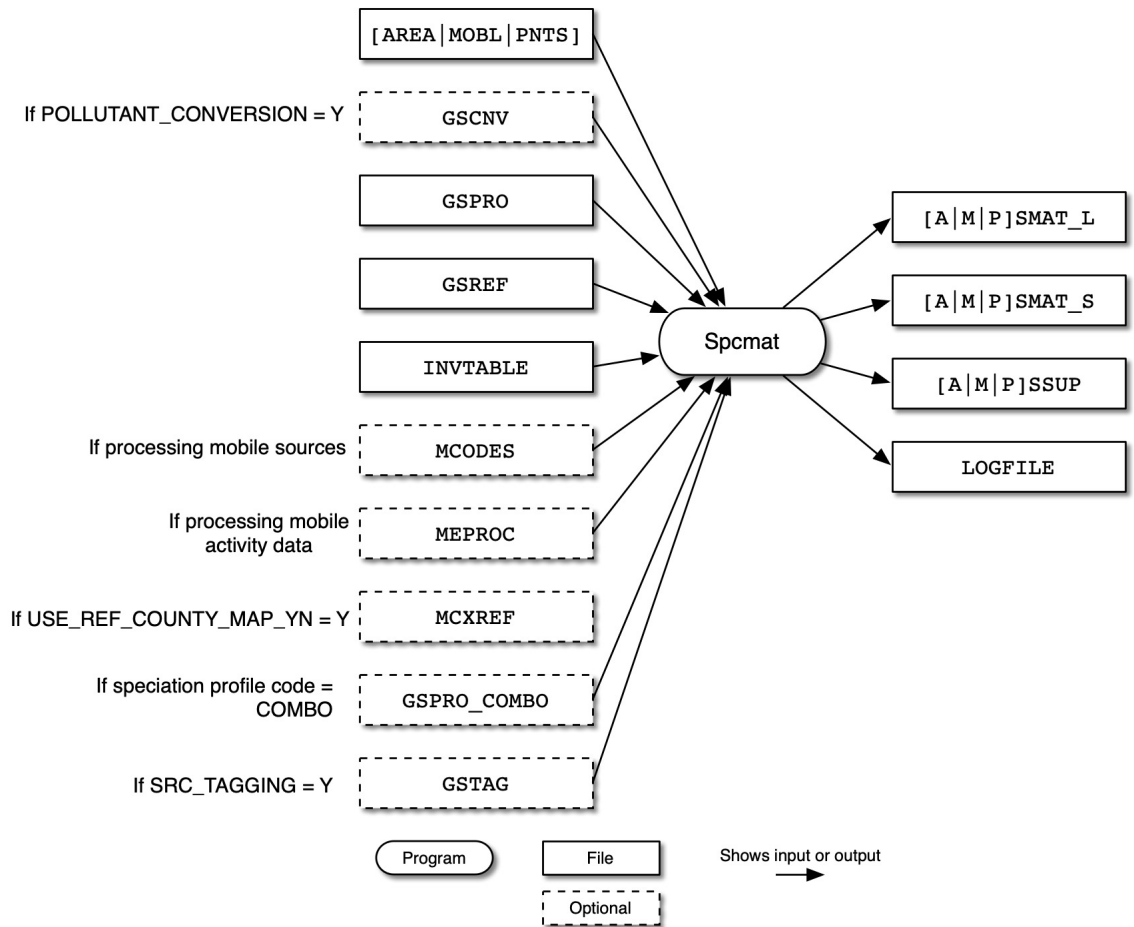 [AREA|MOBL|PNTS]
If POLLUTANT_CONVERSION = Y
GSCNV
GSPRO
[A|M|P]SMAT_L
GSREF
[A|M|P]SMAT_S
Spcmat
INVTABLE
[A|M|P]SSUP
If processing mobile sources
MCODES
LOGFILE
If processing mobile
activity data
MEPROC
If USE_REF_COUNTY_MAP_YN = Y
MCXREF
If speciation profile code =
COMBO
GSPRO_COMBO
If SRC_TAGGING = Y
GSTAG
Program
File
Shows input or output
Optional